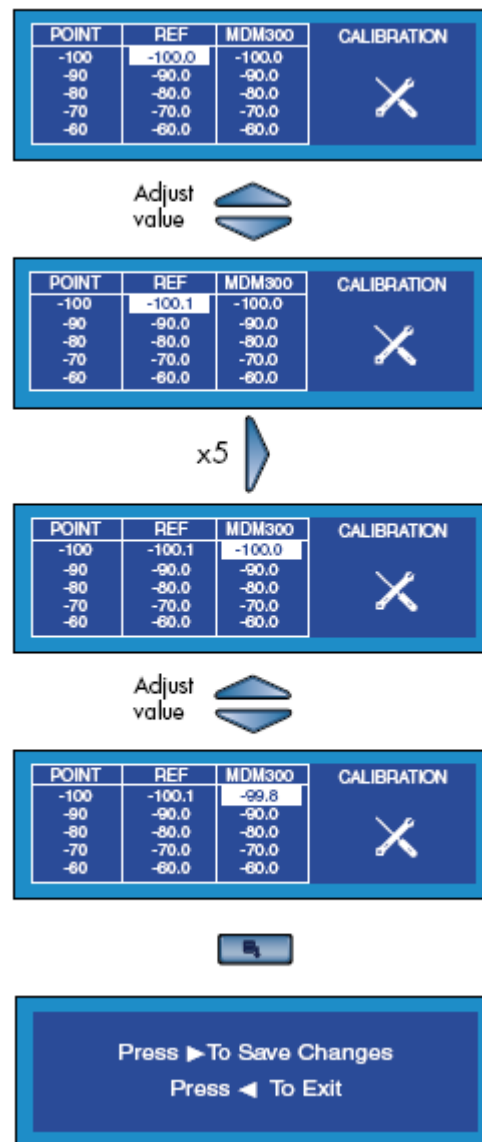 POINT REF MDM300 CALIBRATION
-100 -100.0 -100.0
-90 -90.0 -90.0
-80 -80.0 -80.0
-70 -70.0 -70.0
-60 -60.0 -60.0
Adjust
value
POINT REF MDM300 CALIBRATION
-100 -100.1 -100.0
-90 -90.0 -90.0
-80 -80.0 -80.0
-70 -70.0 -70.0
-60 -60.0 -60.0
x5
POINT REF MDM300 CALIBRATION
-100 -100.1 -100.0
-90 -90.0 -90.0
-80 -80.0 -80.0
-70 -70.0 -70.0
-60 -60.0 -60.0
Adjust
value
POINT REF MDM300 CALIBRATION
-100 -100.1 -99.8
-90 -90.0 -90.0
-80 -80.0 -80.0
-70 -70.0 -70.0
-60 -60.0 -60.0
Press ▶To Save Changes
Press ◀ To Exit